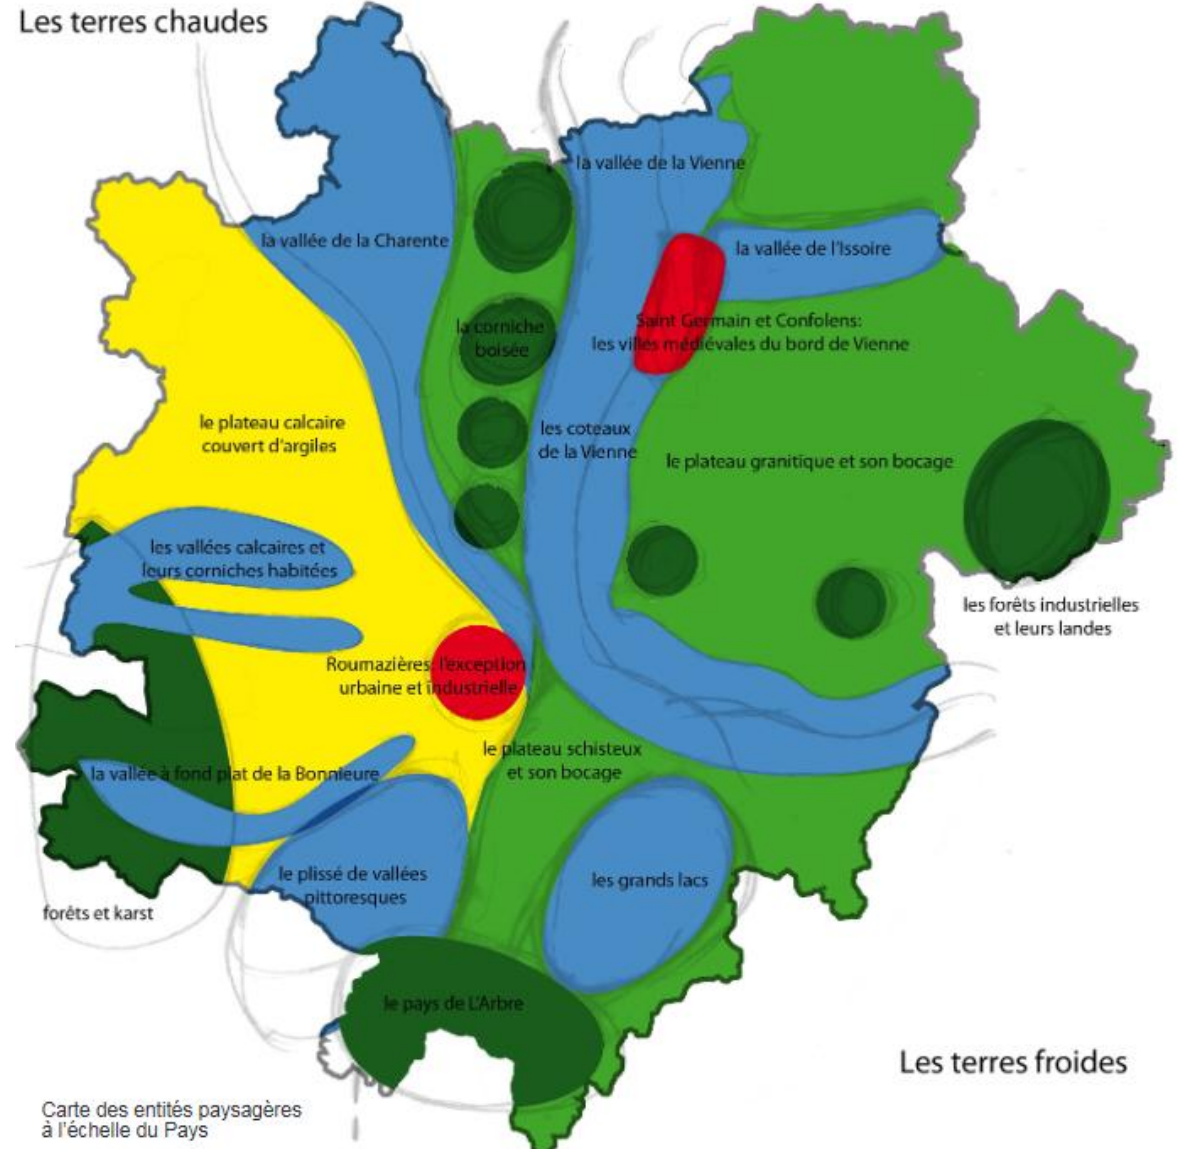 Les terres chaudes
la vallée de la Vienne
la vallée de la Charente
la vallée de l'Issoire
la corniche
boisée
Saint Germain et Confolens:
les villes médiévales du bord de Vienne
le plateau calcaire
couvert d'argiles
les coteaux
de la Vienne
le plateau granitique et son bocage
les vallées calcaires et
leurs corniches habitées
les forêts industrielles
et leurs landes
Roumazières: l'exception
urbaine et industrielle
le plateau schisteux
et son bocage
la vallée à fond plat de la Bonnieure
le plissé de vallées
pittoresques
les grands lacs
forêts et karst
le pays de L'Arbre
Les terres froides
Carte des entités paysagères
à l'échelle du Pays